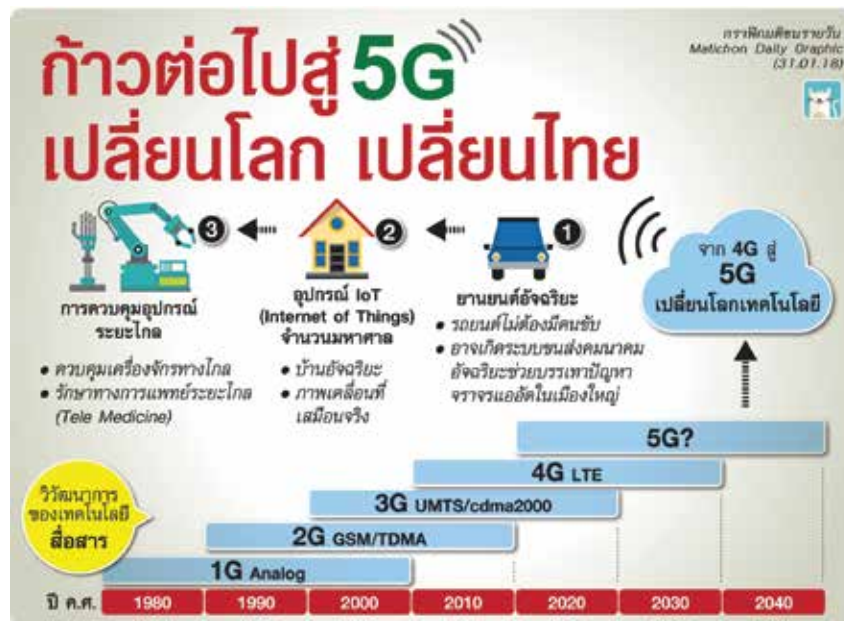 ก้าวต่อไปสู่ 5G
เปลี่ยนโลก เปลี่ยนไทย
กราฟิกมติชนรายวัน
Matichon Daily Graphic
(31.01.18)
จาก 4G สู่
5G
เปลี่ยนโลกเทคโนโลยี
1
ยานยนต์อัจฉริยะ
• รถยนต์ไม่ต้องมีคนขับ
• อาจเกิดระบบขนส่งคมนาคม
อัจฉริยะช่วยบรรเทาปัญหา
จราจรแออัดในเมืองใหญ่
2
อุปกรณ์ IoT
(Internet of Things)
จำนวนมหาศาล
• บ้านอัจฉริยะ
• ภาพเคลื่อนที่
เสมือนจริง
3
การควบคุมอุปกรณ์
ระยะไกล
• ควบคุมเครื่องจักรทางไกล
• รักษาทางการแพทย์ระยะไกล
(Tele Medicine)
วิวัฒนาการ
ของเทคโนโลยี
สื่อสาร
5G?
4G LTE
3G UMTS/cdma2000
2G GSM/TDMA
1G Analog
ปี ค.ศ. 1980 1990 2000 2010 2020 2030 2040